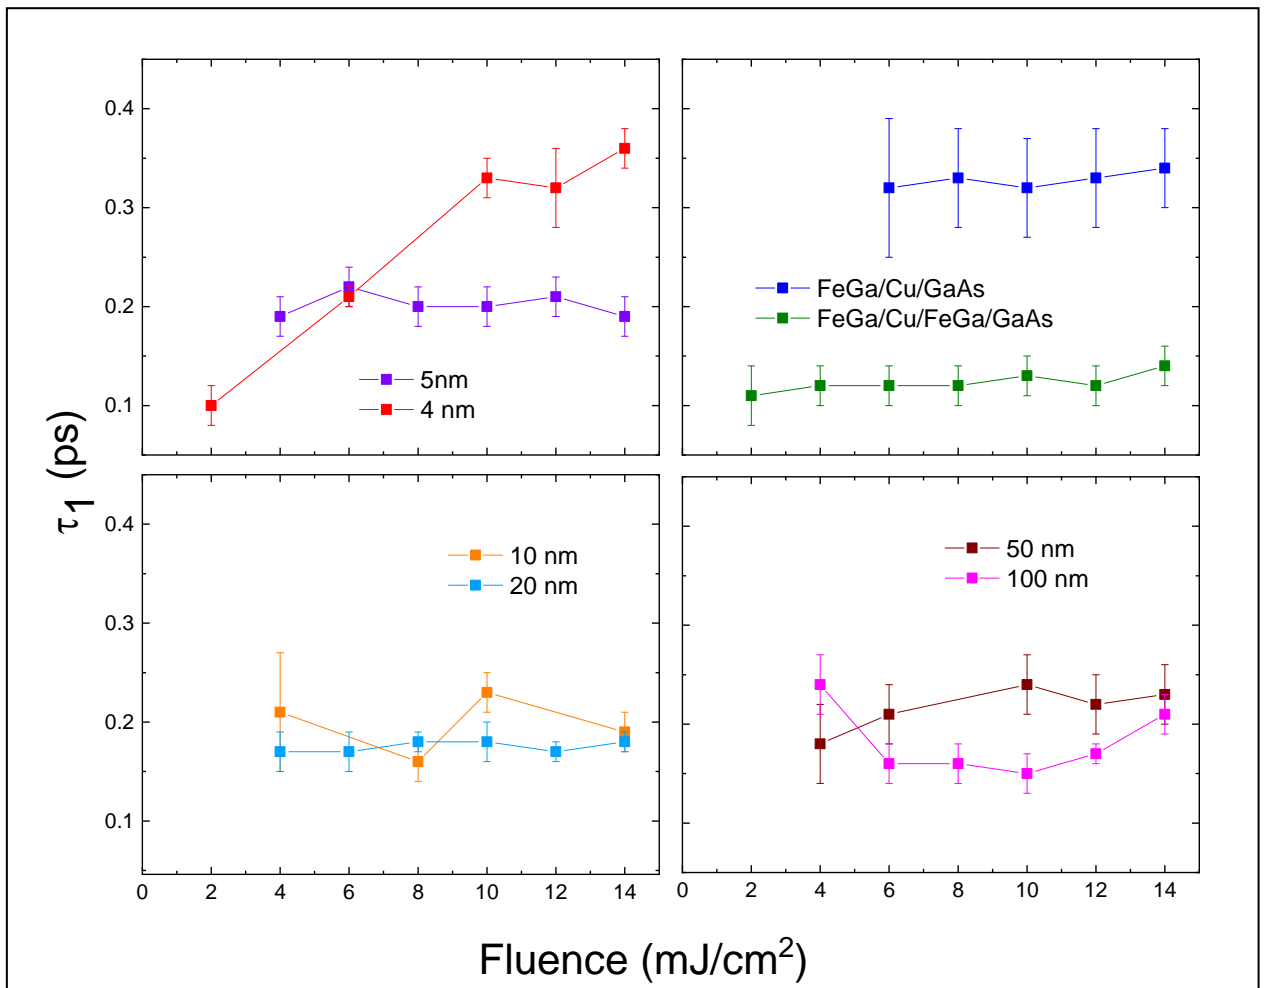 0.4
0.3
0.2
0.1
5nm
4 nm
FeGa/Cu/GaAs
FeGa/Cu/FeGa/GaAs
τ1 (ps)
0.4
0.3
0.2
0.1
10 nm
20 nm
50 nm
100 nm
0 2 4 6 8 10 12 14
0 2 4 6 8 10 12 14
Fluence (mJ/cm²)